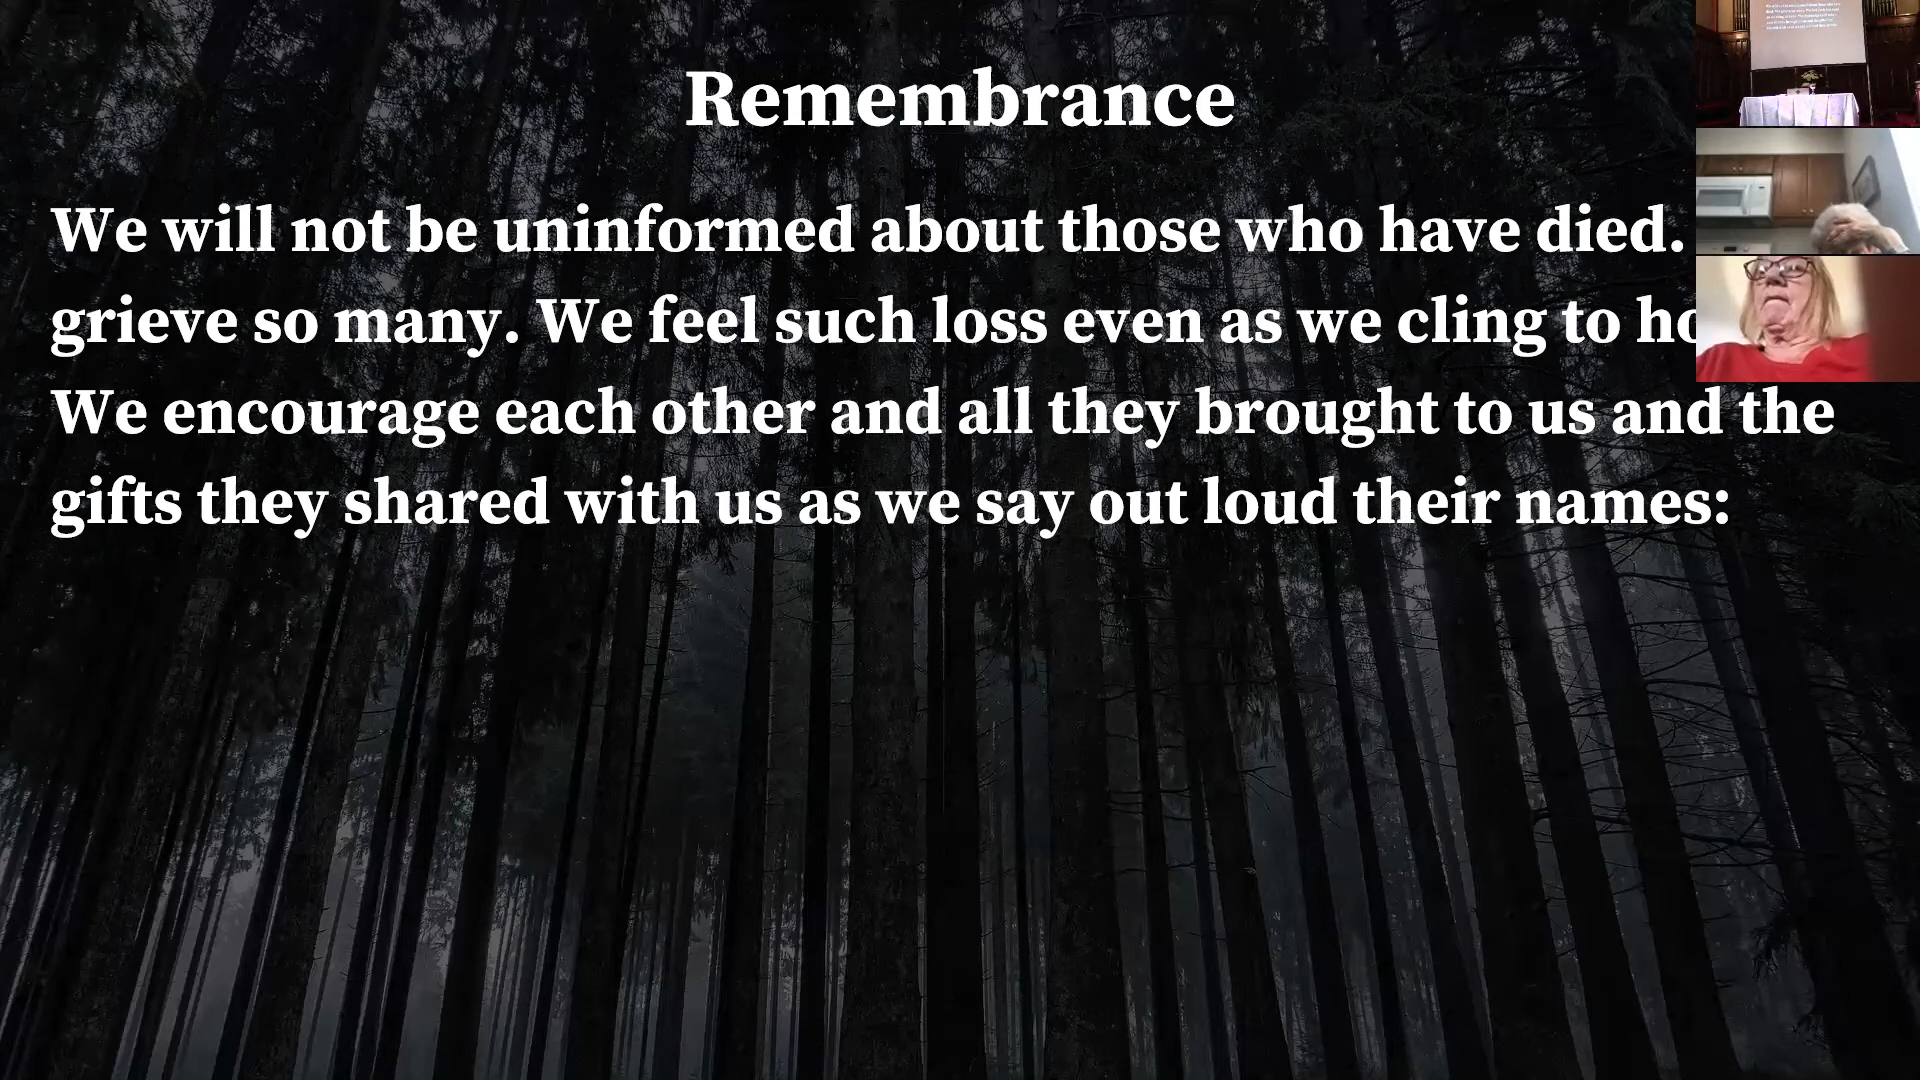 Remembrance
We will not be uninformed about those who have died.
grieve so many. We feel such loss even as we cling to
We encourage each other and all they brought to us and the
gifts they shared with us as we say out loud their names: